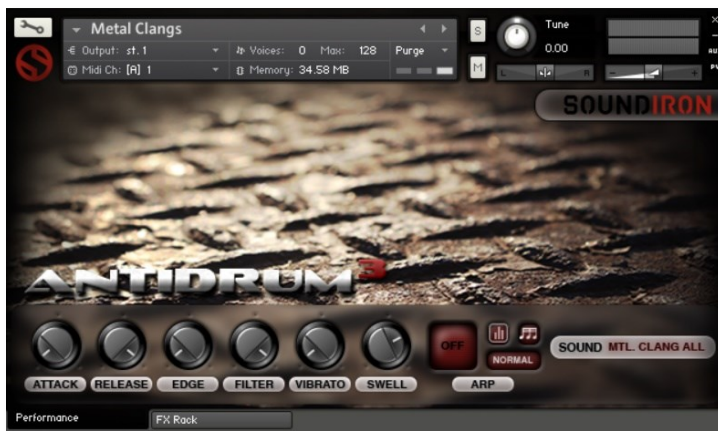 Metal Clangs
Output: st. 1
Voices: 0 Max: 128
Purge
Midi Ch: [A] 1
Memory: 34.58 MB
S
M
Tune
0.00
L
R
SOUNDIRON
ANTIDRUM 3
ATTACK
RELEASE
EDGE
FILTER
VIBRATO
SWELL
OFF
NORMAL
ARP
SOUND MTL. CLANG ALL
Performance
FX Rack